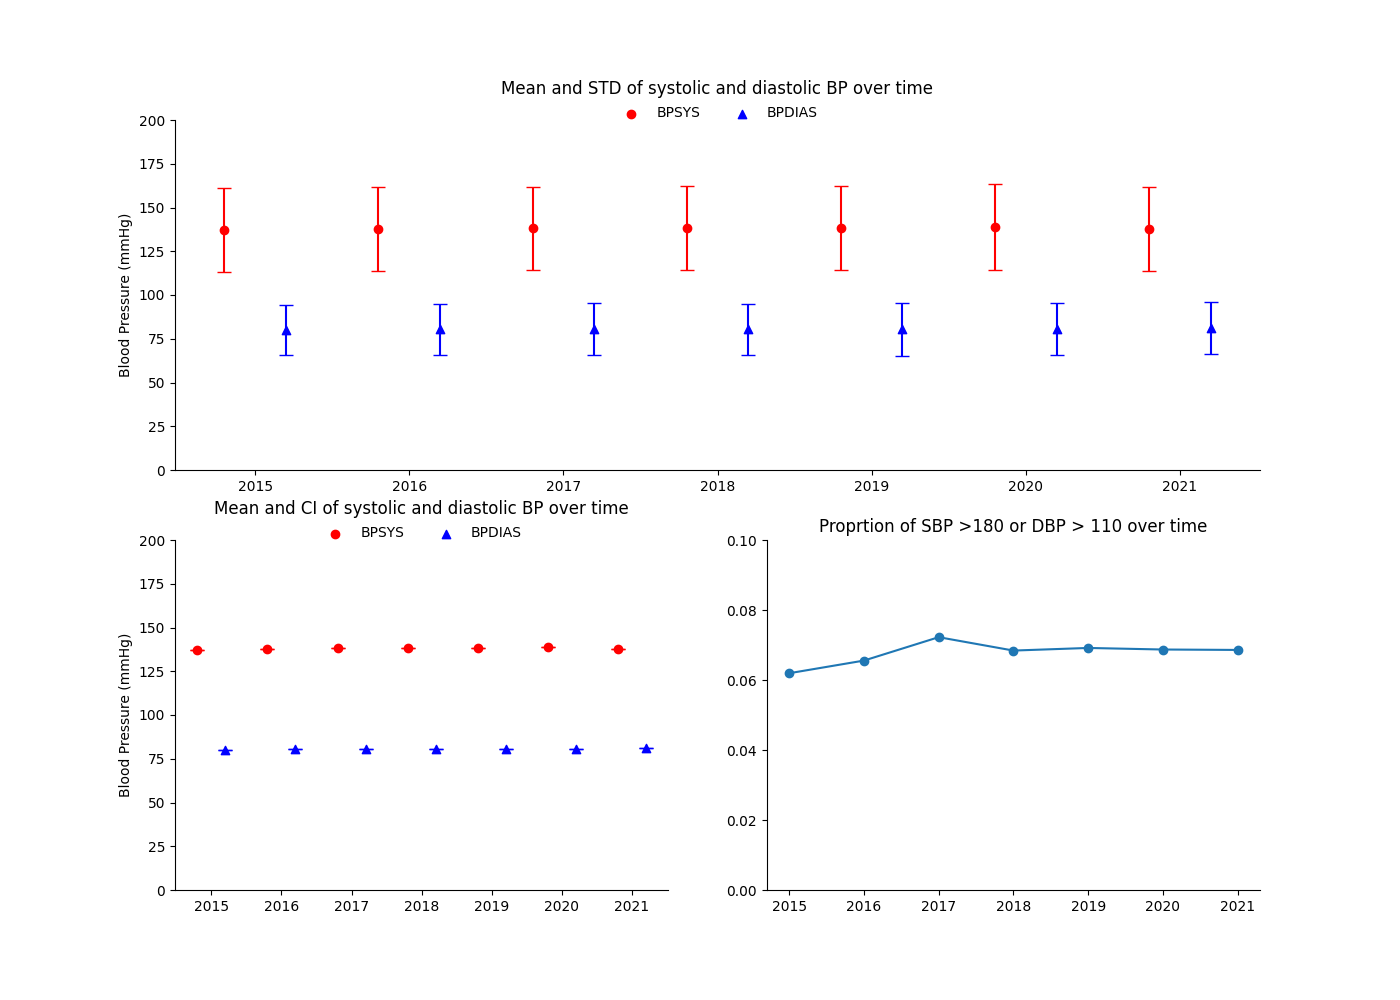 Mean and STD of systolic and diastolic BP over time
BPSYS BPDIAS
Blood Pressure (mmHg)
200
175
150
125
100
75
50
25
0
2015 2016 2017 2018 2019 2020 2021
Mean and CI of systolic and diastolic BP over time
BPSYS BPDIAS
Blood Pressure (mmHg)
200
175
150
125
100
75
50
25
0
2015 2016 2017 2018 2019 2020 2021
Proprtion of SBP >180 or DBP > 110 over time
0.10
0.08
0.06
0.04
0.02
0.00
2015 2016 2017 2018 2019 2020 2021